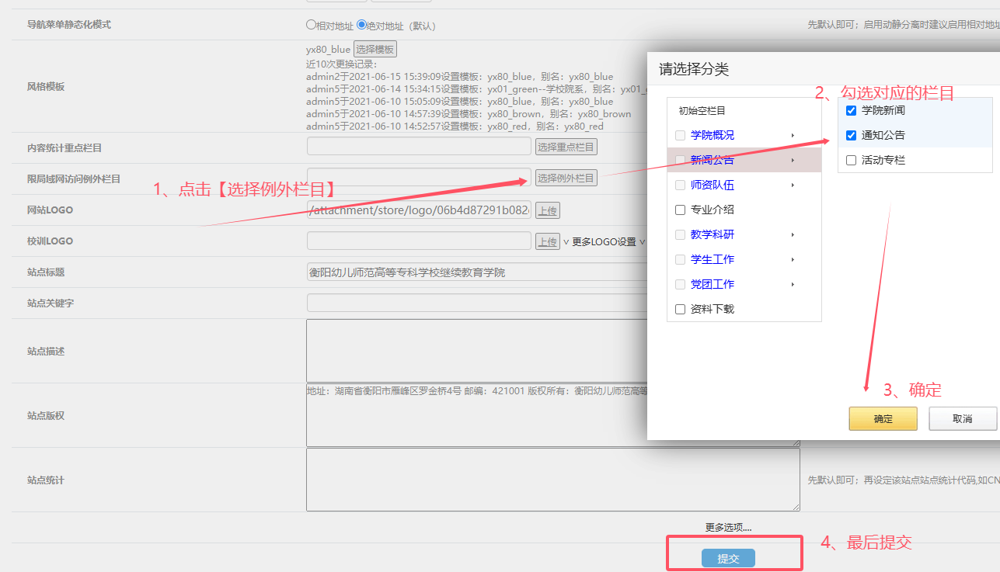 导航菜单静态化模式
相对地址 绝对地址（默认）
先默认即可；启用动静分离时建议启用相对地址
风格模板
yx80_blue 选择模板
近10次更换记录：
admin2于2021-06-15 15:39:09设置模板：yx80_blue，别名：yx80_blue
admin5于2021-06-14 15:34:15设置模板：yx01_green--学校院系，别名：yx01_g
admin5于2021-06-10 15:05:09设置模板：yx80_blue，别名：yx80_blue
admin5于2021-06-10 14:57:39设置模板：yx80_brown，别名：yx80_brown
admin5于2021-06-10 14:52:57设置模板：yx80_red，别名：yx80_red
内容统计重点栏目
选择重点栏目
限局域网访问例外栏目
选择例外栏目
1、点击【选择例外栏目】
网站LOGO
/attachment/store/logo/06b4d87291b082
上传
校训LOGO
上传 ∨ 更多LOGO设置 ∨
站点标题
衡阳幼儿师范高等专科学校继续教育学院
站点关键字
站点描述
站点版权
地址：湖南省衡阳市雁峰区罗金桥4号 邮编：421001 版权所有：衡阳幼儿师范高等
站点统计
先默认即可；再设定该站点站点统计代码,如CN
更多选项....
提交
4、最后提交
请选择分类
2、勾选对应的栏目
初始空栏目
学院概况
新闻公告
师资队伍
专业介绍
教学科研
学生工作
党团工作
资料下载
学院新闻
通知公告
活动专栏
3、确定
确定
取消